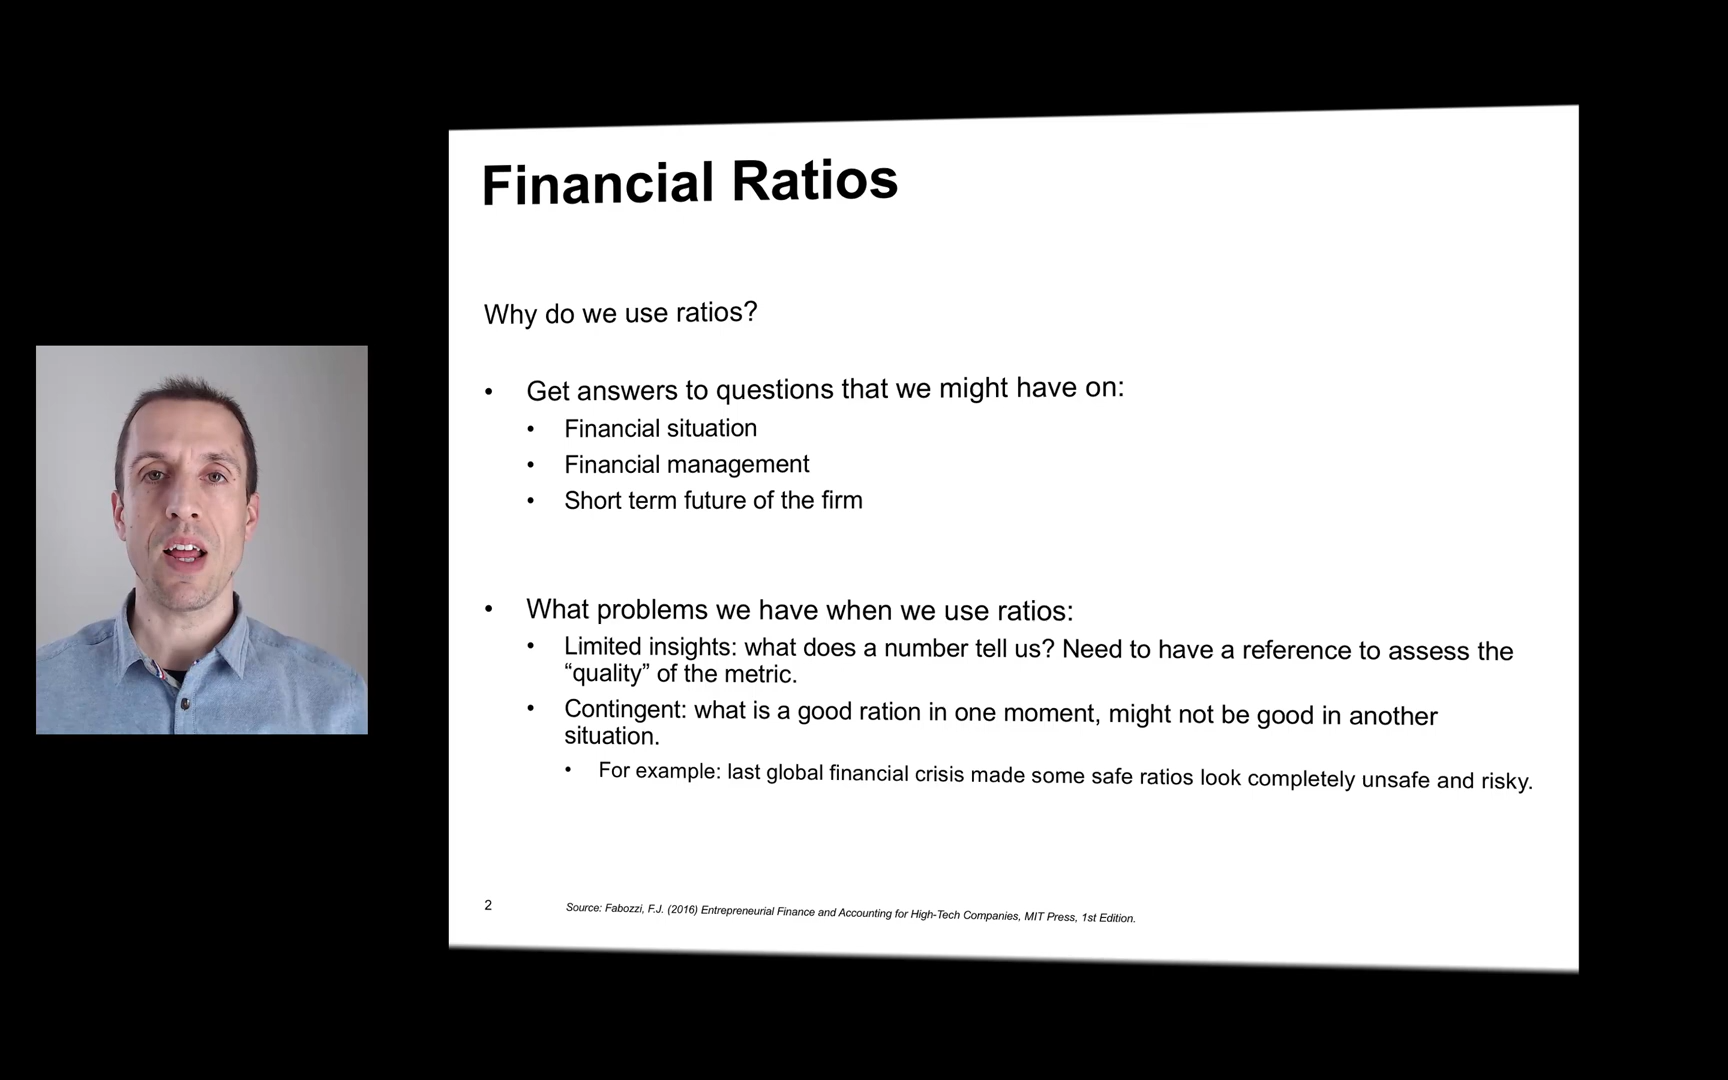 Financial Ratios
Why do we use ratios?
• Get answers to questions that we might have on:
• Financial situation
• Financial management
• Short term future of the firm
• What problems we have when we use ratios:
• Limited insights: what does a number tell us? Need to have a reference to assess the
“quality” of the metric.
• Contingent: what is a good ration in one moment, might not be good in another
situation.
• For example: last global financial crisis made some safe ratios look completely unsafe and risky.
2
Source: Fabozzi, F.J. (2016) Entrepreneurial Finance and Accounting for High-Tech Companies, MIT Press, 1st Edition.